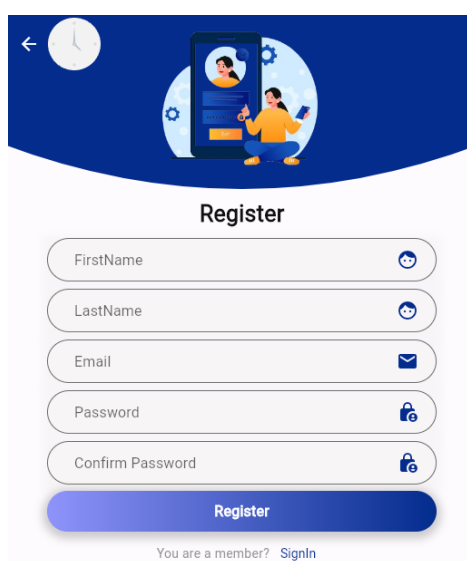 Register
FirstName
LastName
Email
Password
Confirm Password
Register
You are a member? SignIn